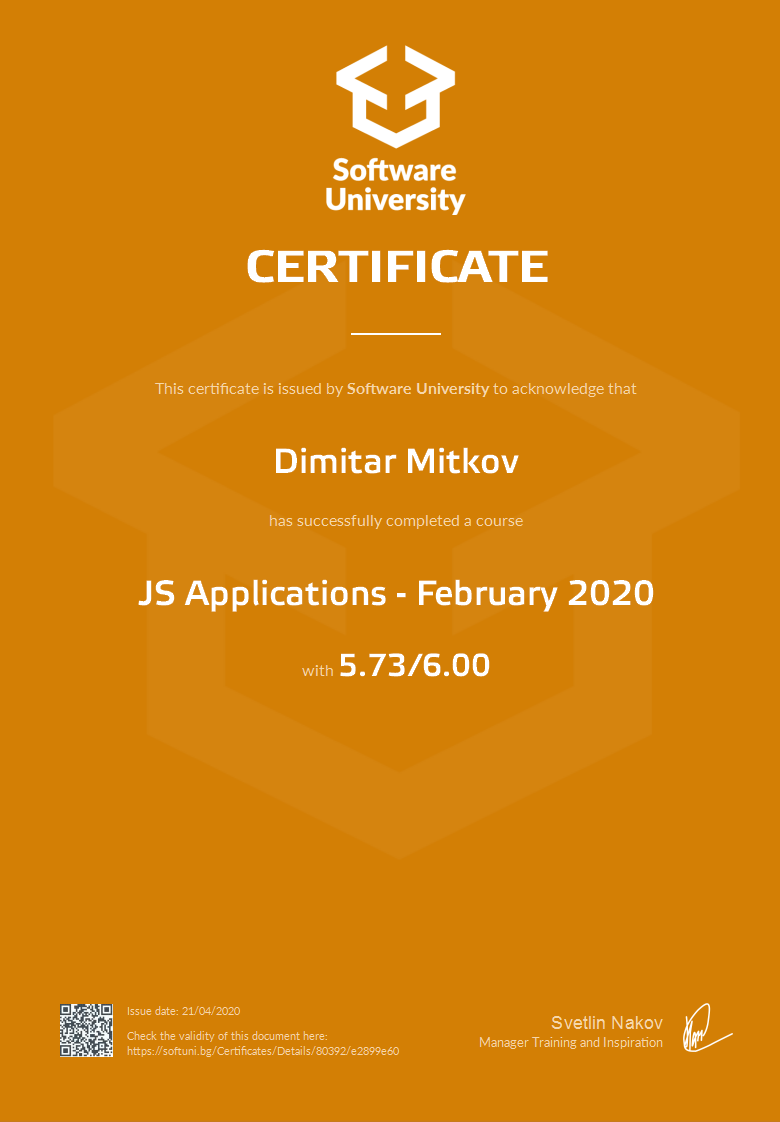 Software
University
CERTIFICATE
This certificate is issued by Software University to acknowledge that
Dimitar Mitkov
has successfully completed a course
JS Applications - February 2020
with 5.73/6.00
Issue date: 21/04/2020
Check the validity of this document here:
https://softuni.bg/Certificates/Details/80392/e2899e60
Svetlin Nakov
Manager Training and Inspiration